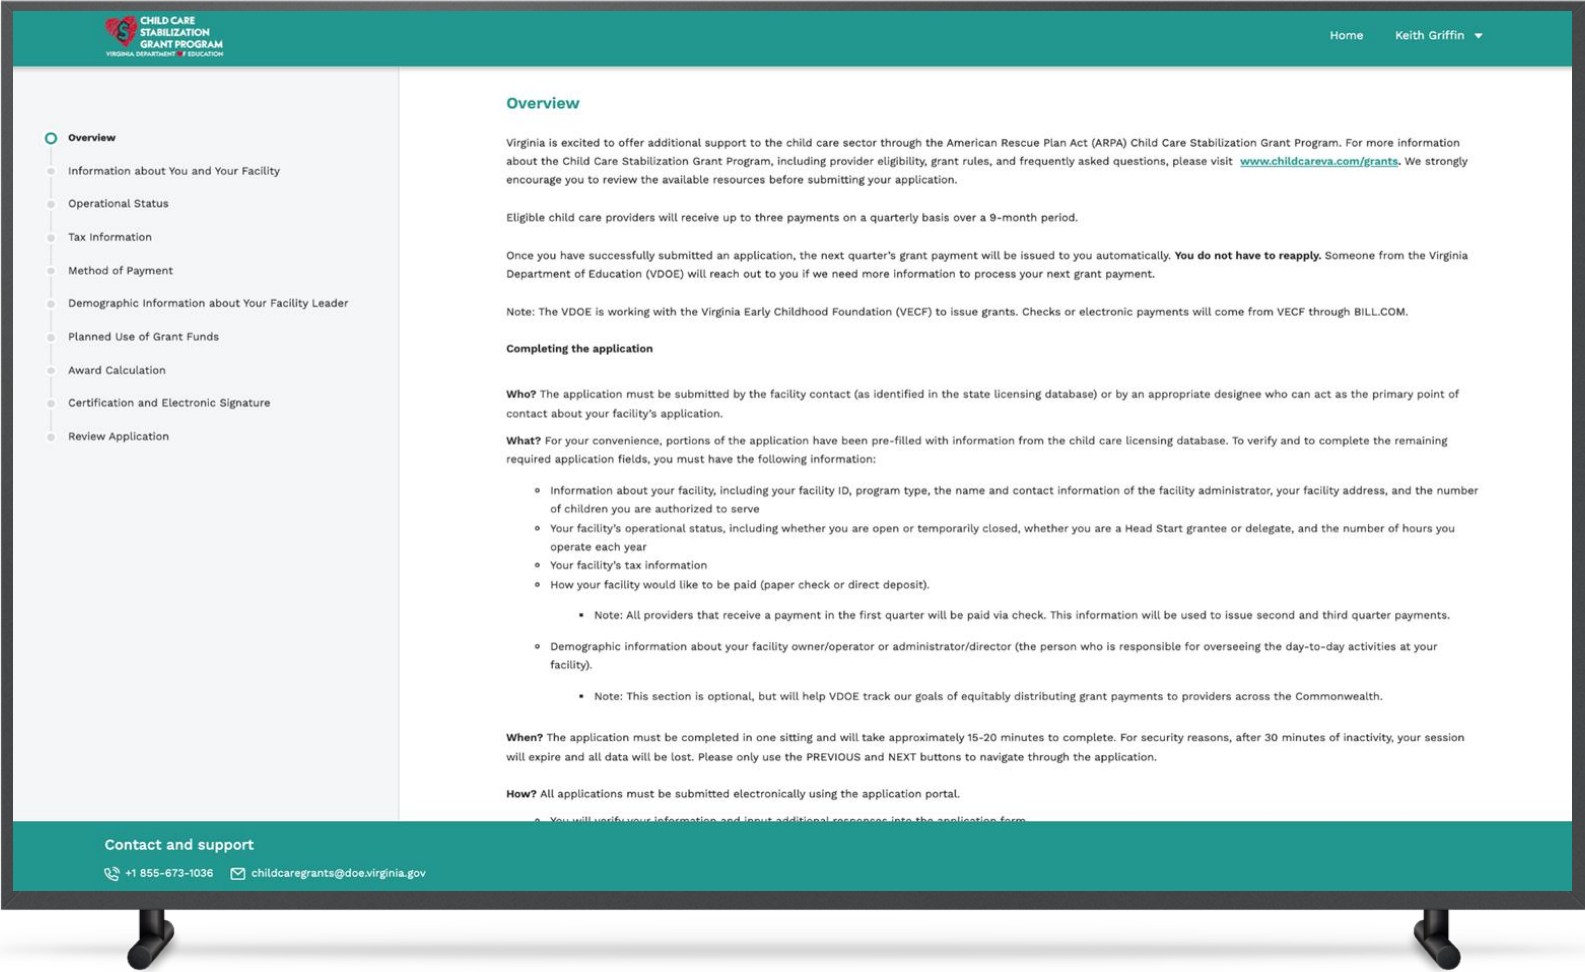 CHILD CARE
STABILIZATION
GRANT PROGRAM
VIRGINIA DEPARTMENT OF EDUCATION
Home
Keith Griffin
Overview
Information about You and Your Facility
Operational Status
Tax Information
Method of Payment
Demographic Information about Your Facility Leader
Planned Use of Grant Funds
Award Calculation
Certification and Electronic Signature
Review Application
Overview
Virginia is excited to offer additional support to the child care sector through the American Rescue Plan Act (ARPA) Child Care Stabilization Grant Program. For more information
about the Child Care Stabilization Grant Program, including provider eligibility, grant rules, and frequently asked questions, please visit www.childcareva.com/grants. We strongly
encourage you to review the available resources before submitting your application.
Eligible child care providers will receive up to three payments on a quarterly basis over a 9-month period.
Once you have successfully submitted an application, the next quarter's grant payment will be issued to you automatically. You do not have to reapply. Someone from the Virginia
Department of Education (VDOE) will reach out to you if we need more information to process your next grant payment.
Note: The VDOE is working with the Virginia Early Childhood Foundation (VECF) to issue grants. Checks or electronic payments will come from VECF through BILL.COM.
Completing the application
Who? The application must be submitted by the facility contact (as identified in the state licensing database) or by an appropriate designee who can act as the primary point of
contact about your facility's application.
What? For your convenience, portions of the application have been pre-filled with information from the child care licensing database. To verify and to complete the remaining
required application fields, you must have the following information:
Information about your facility, including your facility ID, program type, the name and contact information of the facility administrator, your facility address, and the number
of children you are authorized to serve
Your facility's operational status, including whether you are open or temporarily closed, whether you are a Head Start grantee or delegate, and the number of hours you
operate each year
Your facility's tax information
How your facility would like to be paid (paper check or direct deposit).
Note: All providers that receive a payment in the first quarter will be paid via check. This information will be used to issue second and third quarter payments.
Demographic information about your facility owner/operator or administrator/director (the person who is responsible for overseeing the day-to-day activities at your
facility).
Note: This section is optional, but will help VDOE track our goals of equitably distributing grant payments to providers across the Commonwealth.
When? The application must be completed in one sitting and will take approximately 15-20 minutes to complete. For security reasons, after 30 minutes of inactivity, your session
will expire and all data will be lost. Please only use the PREVIOUS and NEXT buttons to navigate through the application.
How? All applications must be submitted electronically using the application portal.
You will verify your information and input additional responses into the application form
Contact and support
+1 855-673-1036
childcaregrants@doe.virginia.gov